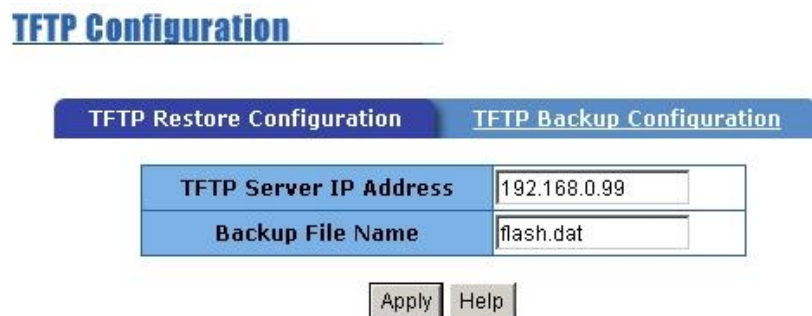 TFTP Configuration
TFTP Restore Configuration TFTP Backup Configuration
TFTP Server IP Address 192.168.0.99
Backup File Name flash.dat
Apply Help